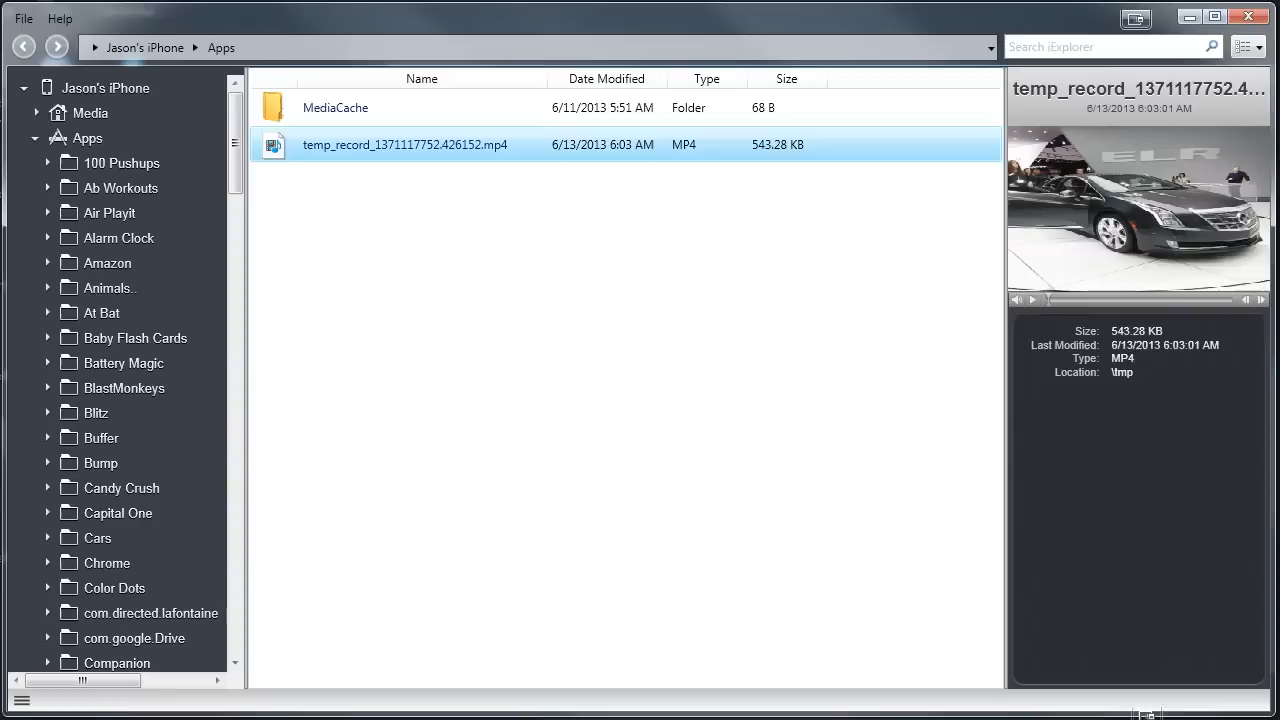 File Help
Jason's iPhone Apps
Search iExplorer
Jason's iPhone
Media
Apps
100 Pushups
Ab Workouts
Air Playit
Alarm Clock
Amazon
Animals..
At Bat
Baby Flash Cards
Battery Magic
BlastMonkeys
Blitz
Buffer
Bump
Candy Crush
Capital One
Cars
Chrome
Color Dots
com.directed.lafontaine
com.google.Drive
Companion
Name Date Modified Type Size
MediaCache 6/11/2013 5:51 AM Folder 68 B
temp_record_1371117752.426152.mp4 6/13/2013 6:03 AM MP4 543.28 KB
temp_record_1371117752.4...
6/13/2013 6:03:01 AM
ELR
Size: 543.28 KB
Last Modified: 6/13/2013 6:03:01 AM
Type: MP4
Location: \tmp